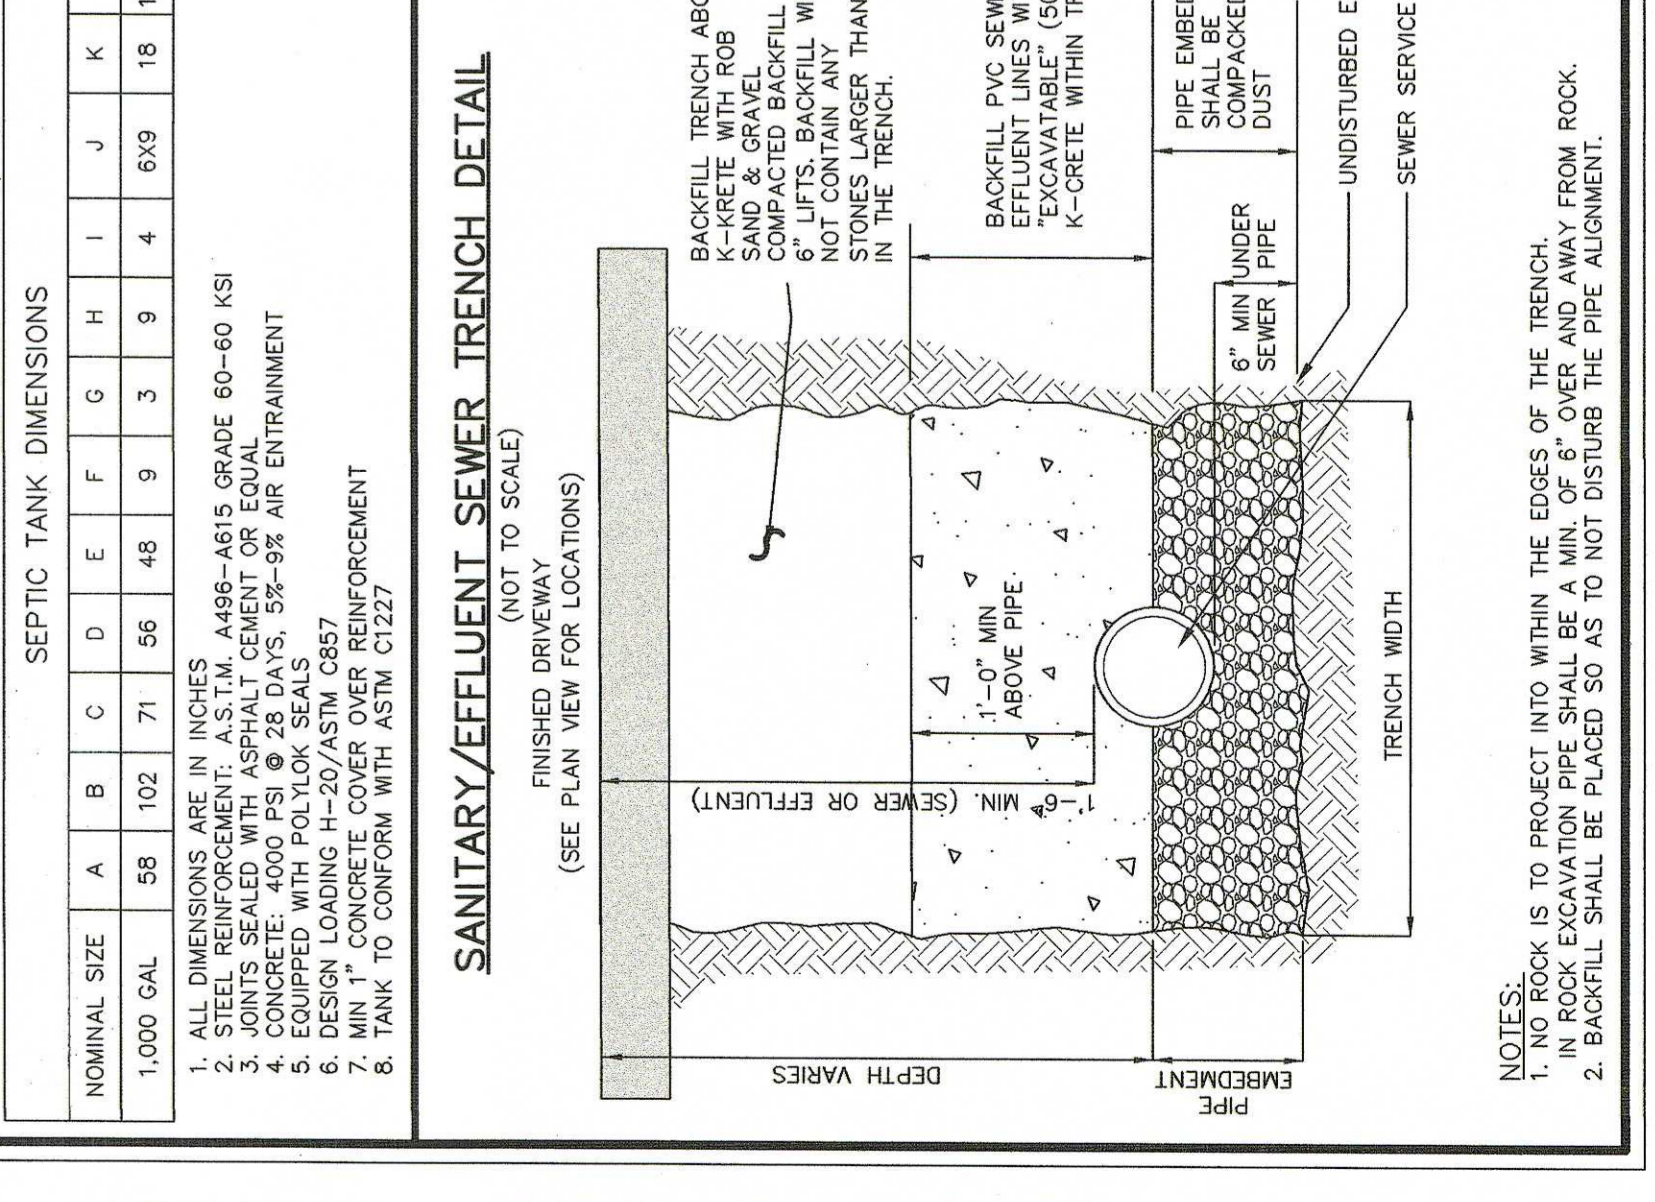 SEPTIC TANK DIMENSIONS
NOMINAL SIZE A B C D E F G H I J K
1,000 GAL 58 102 71 56 48 9 3 9 4 6X9 18
1. ALL DIMENSIONS ARE IN INCHES
2. STEEL REINFORCEMENT: A.S.T.M. A496-A615 GRADE 60-60 KSI
3. JOINTS SEALED WITH ASPHALT CEMENT OR EQUAL
4. CONCRETE: 4000 PSI @ 28 DAYS, 5%-9% AIR ENTRAINMENT
5. EQUIPPED WITH POLYLOK SEALS
6. DESIGN LOADING H-20/ASTM C857
7. MIN 1" CONCRETE COVER OVER REINFORCEMENT
8. TANK TO CONFORM WITH ASTM C1227
SANITARY/EFFLUENT SEWER TRENCH DETAIL
(NOT TO SCALE)
FINISHED DRIVEWAY
(SEE PLAN VIEW FOR LOCATIONS)
BACKFILL TRENCH ABO
K-KRETE WITH ROB
SAND & GRAVEL
COMPACTED BACKFILL
6" LIFTS. BACKFILL WI
NOT CONTAIN ANY
STONES LARGER THAN
IN THE TRENCH.
DEPTH VARIES
1'-6" MIN. (SEWER OR EFFLUENT)
1'-0" MIN
ABOVE PIPE
BACKFILL PVC SEW
EFFLUENT LINES WI
"EXCAVATABLE" (50
K-CRETE WITHIN TR
PIPE
EMBEDMENT
6" MIN UNDER
SEWER PIPE
PIPE EMBED
SHALL BE
COMPACKED
DUST
UNDISTURBED E
SEWER SERVICE
TRENCH WIDTH
NOTES:
1. NO ROCK IS TO PROJECT INTO WITHIN THE EDGES OF THE TRENCH.
IN ROCK EXCAVATION PIPE SHALL BE A MIN. OF 6" OVER AND AWAY FROM ROCK.
2. BACKFILL SHALL BE PLACED SO AS TO NOT DISTURB THE PIPE ALIGNMENT.